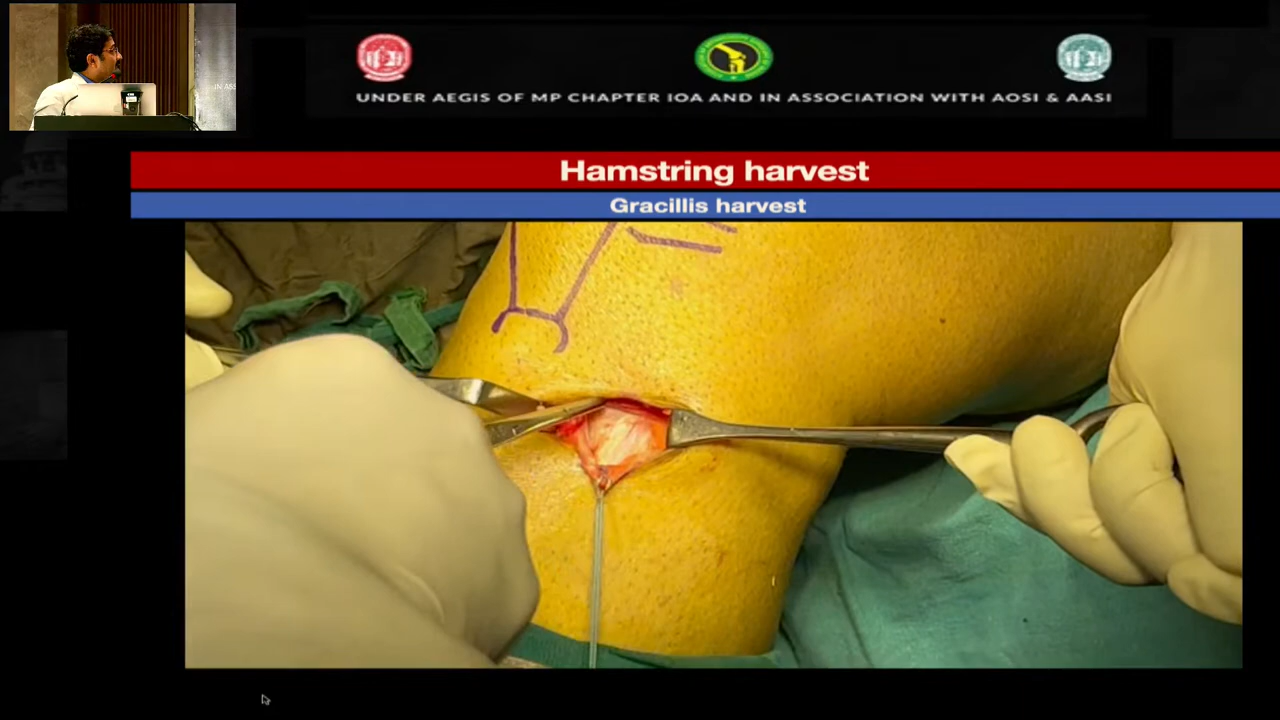 UNDER AEGIS OF MP CHAPTER IOA AND IN ASSOCIATION WITH AOSI & AASI
Hamstring harvest
Gracillis harvest